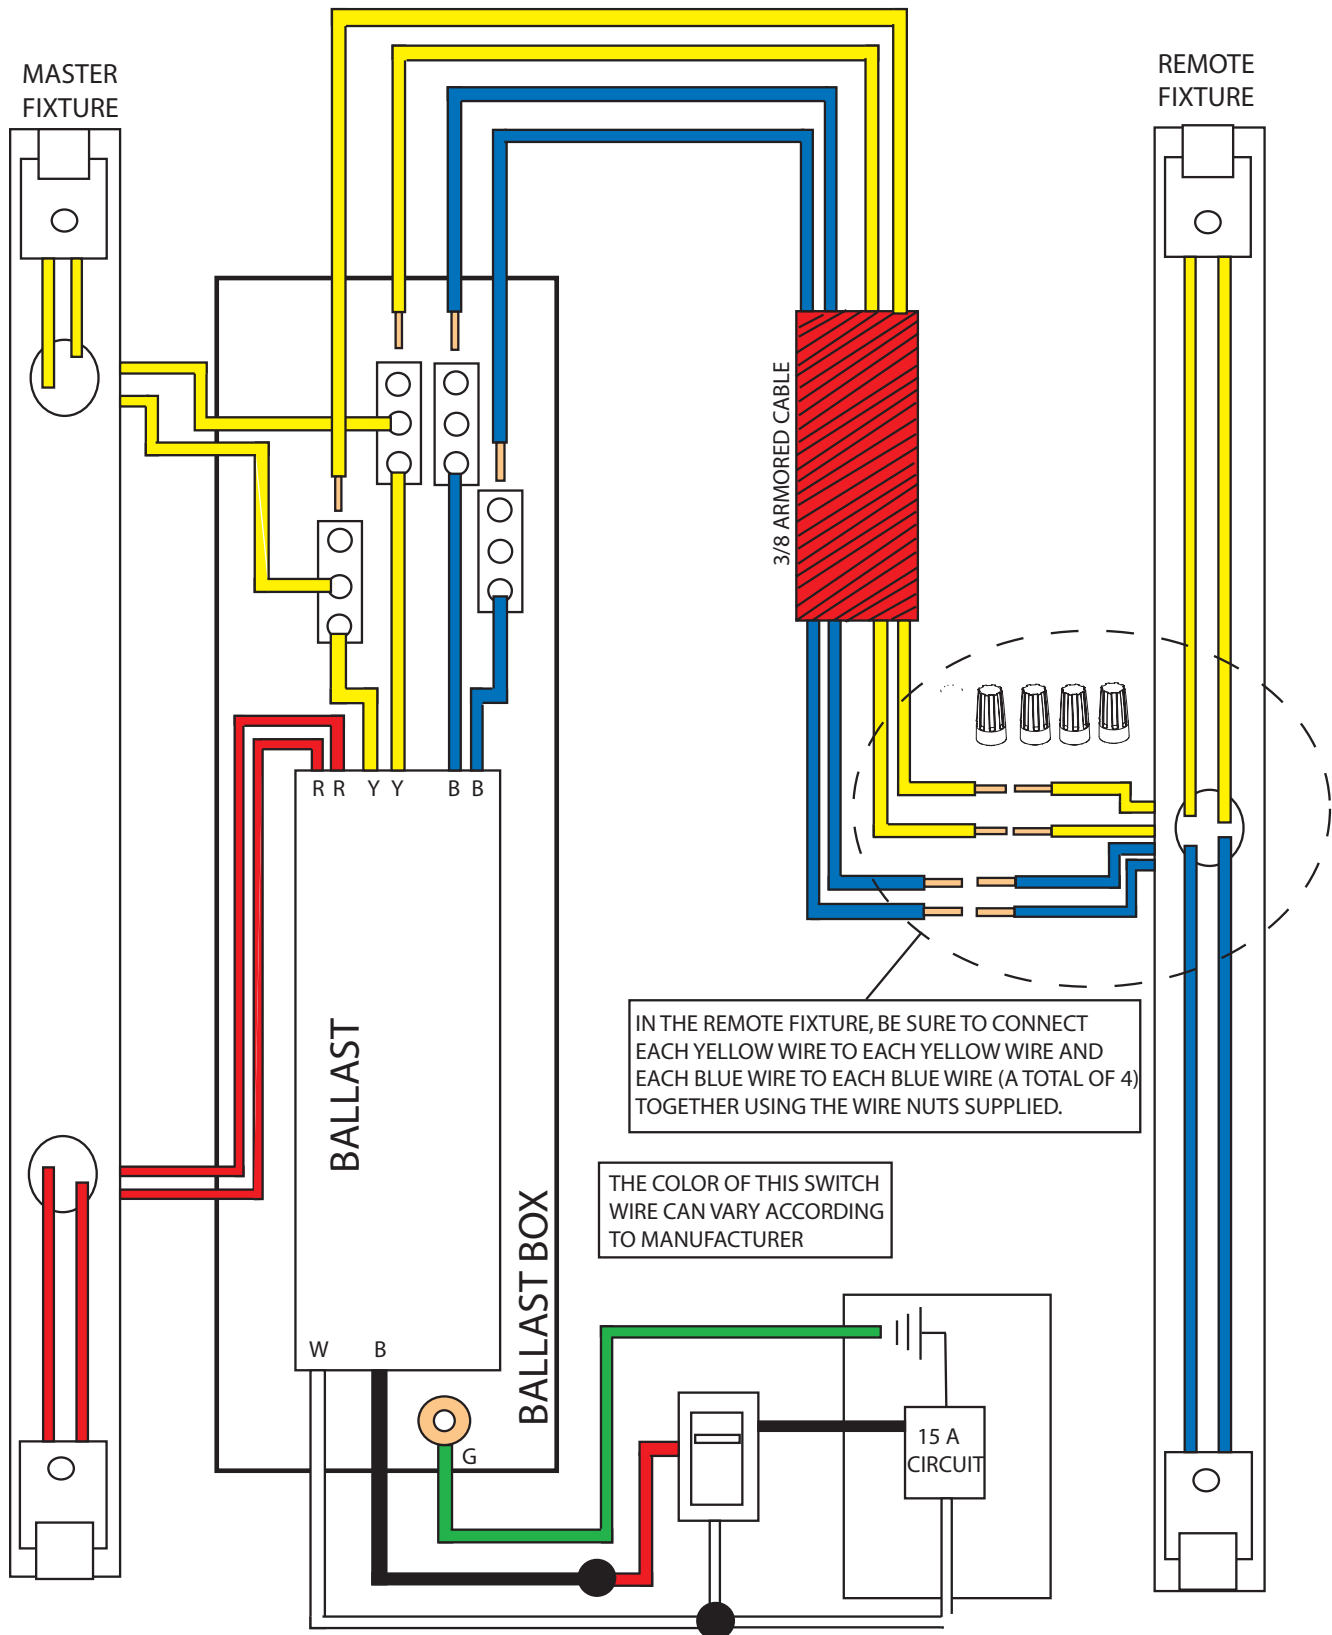 MASTER
FIXTURE
REMOTE
FIXTURE
3/8 ARMORED CABLE
R R Y Y B B
BALLAST
BALLAST BOX
IN THE REMOTE FIXTURE, BE SURE TO CONNECT
EACH YELLOW WIRE TO EACH YELLOW WIRE AND
EACH BLUE WIRE TO EACH BLUE WIRE (A TOTAL OF 4)
TOGETHER USING THE WIRE NUTS SUPPLIED.
THE COLOR OF THIS SWITCH
WIRE CAN VARY ACCORDING
TO MANUFACTURER
W B
G
15 A
CIRCUIT